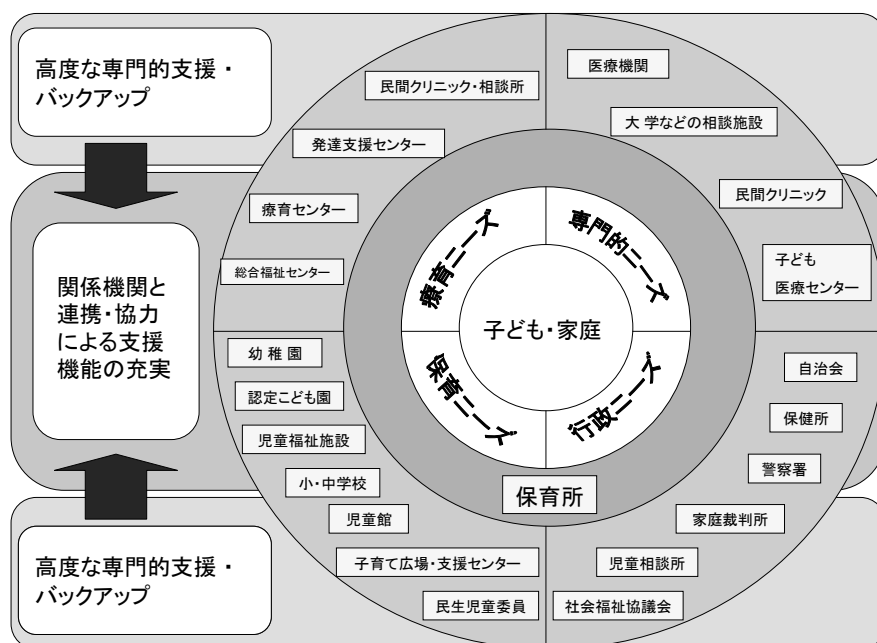 高度な専門的支援・
バックアップ
関係機関と
連携・協力
による支援
機能の充実
高度な専門的支援・
バックアップ
民間クリニック・相談所
発達支援センター
療育センター
総合福祉センター
医療機関
大学などの相談施設
民間クリニック
子ども
医療センター
療育ニーズ
専門的ニーズ
子ども・家庭
保育ニーズ
行政ニーズ
保育所
幼稚園
認定こども園
児童福祉施設
小・中学校
児童館
子育て広場・支援センター
民生児童委員
自治会
保健所
警察署
家庭裁判所
児童相談所
社会福祉協議会